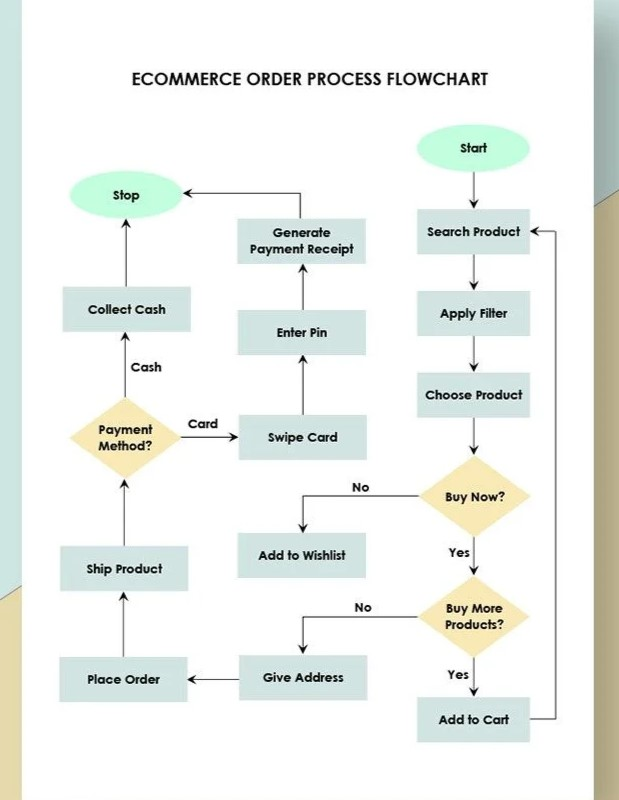 ECOMMERCE ORDER PROCESS FLOWCHART
Start
Search Product
Apply Filter
Choose Product
Buy Now?
No
Add to Wishlist
Yes
Buy More
Products?
Yes
Add to Cart
No
Give Address
Place Order
Ship Product
Payment
Method?
Cash
Collect Cash
Card
Swipe Card
Enter Pin
Generate
Payment Receipt
Stop